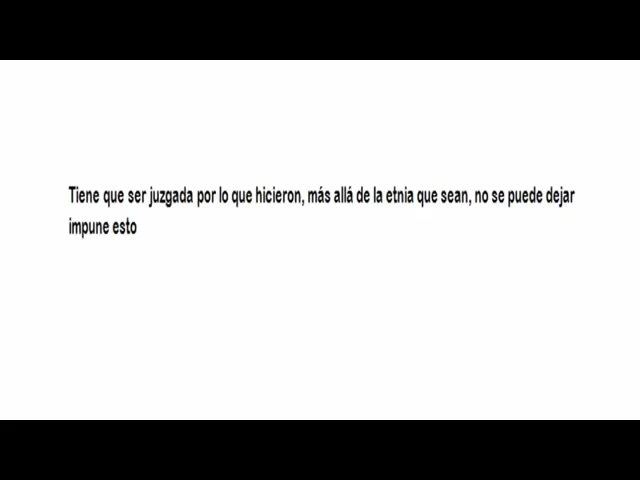 Tiene que ser juzgada por lo que hicieron, más allá de la etnia que sean, no se puede dejar
impune esto